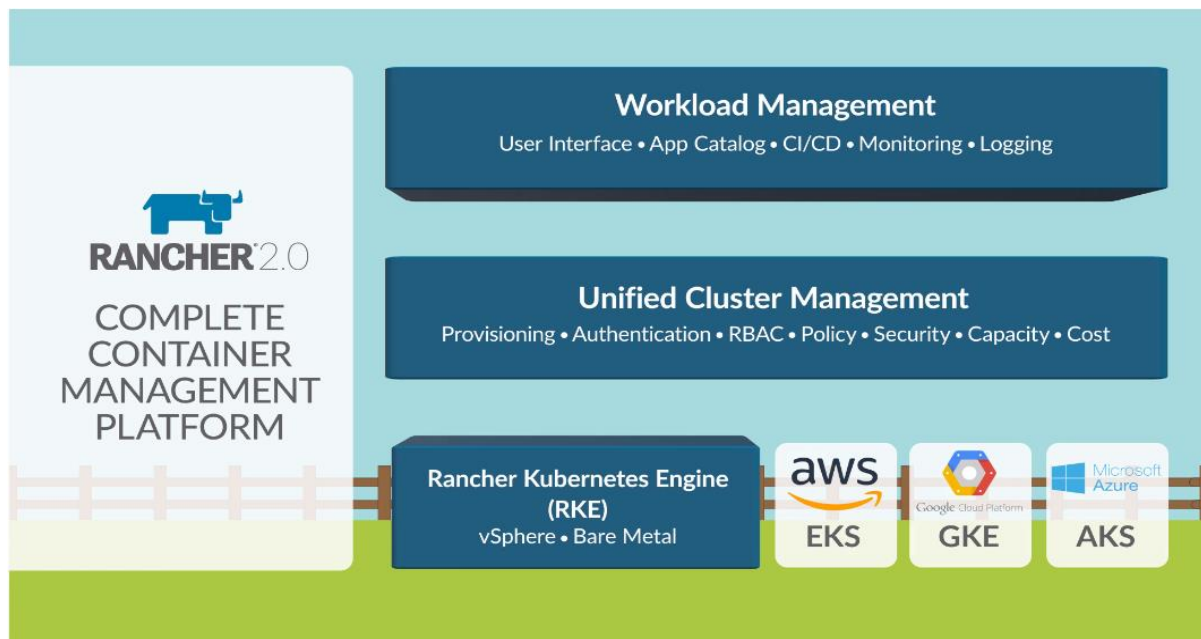 RANCHER® 2.0
COMPLETE
CONTAINER
MANAGEMENT
PLATFORM
Workload Management
User Interface • App Catalog • CI/CD • Monitoring • Logging
Unified Cluster Management
Provisioning • Authentication • RBAC • Policy • Security • Capacity • Cost
Rancher Kubernetes Engine
(RKE)
vSphere • Bare Metal
aws
EKS
Google Cloud Platform
GKE
Microsoft
Azure
AKS